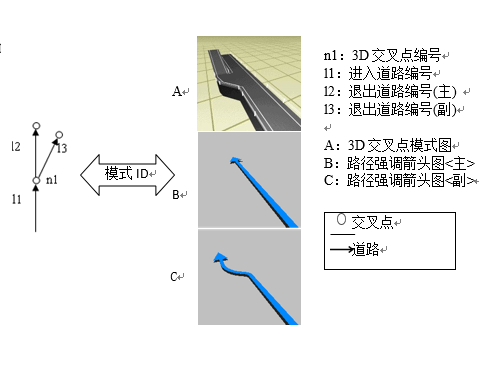 l2
l3
n1
l1
模式 ID
A
B
C
n1：3D 交叉点编号
l1：进入道路编号
l2：退出道路编号(主)
l3：退出道路编号(副)
A：3D 交叉点模式图
B：路径强调箭头图<主>
C：路径强调箭头图<副>
交叉点
道路